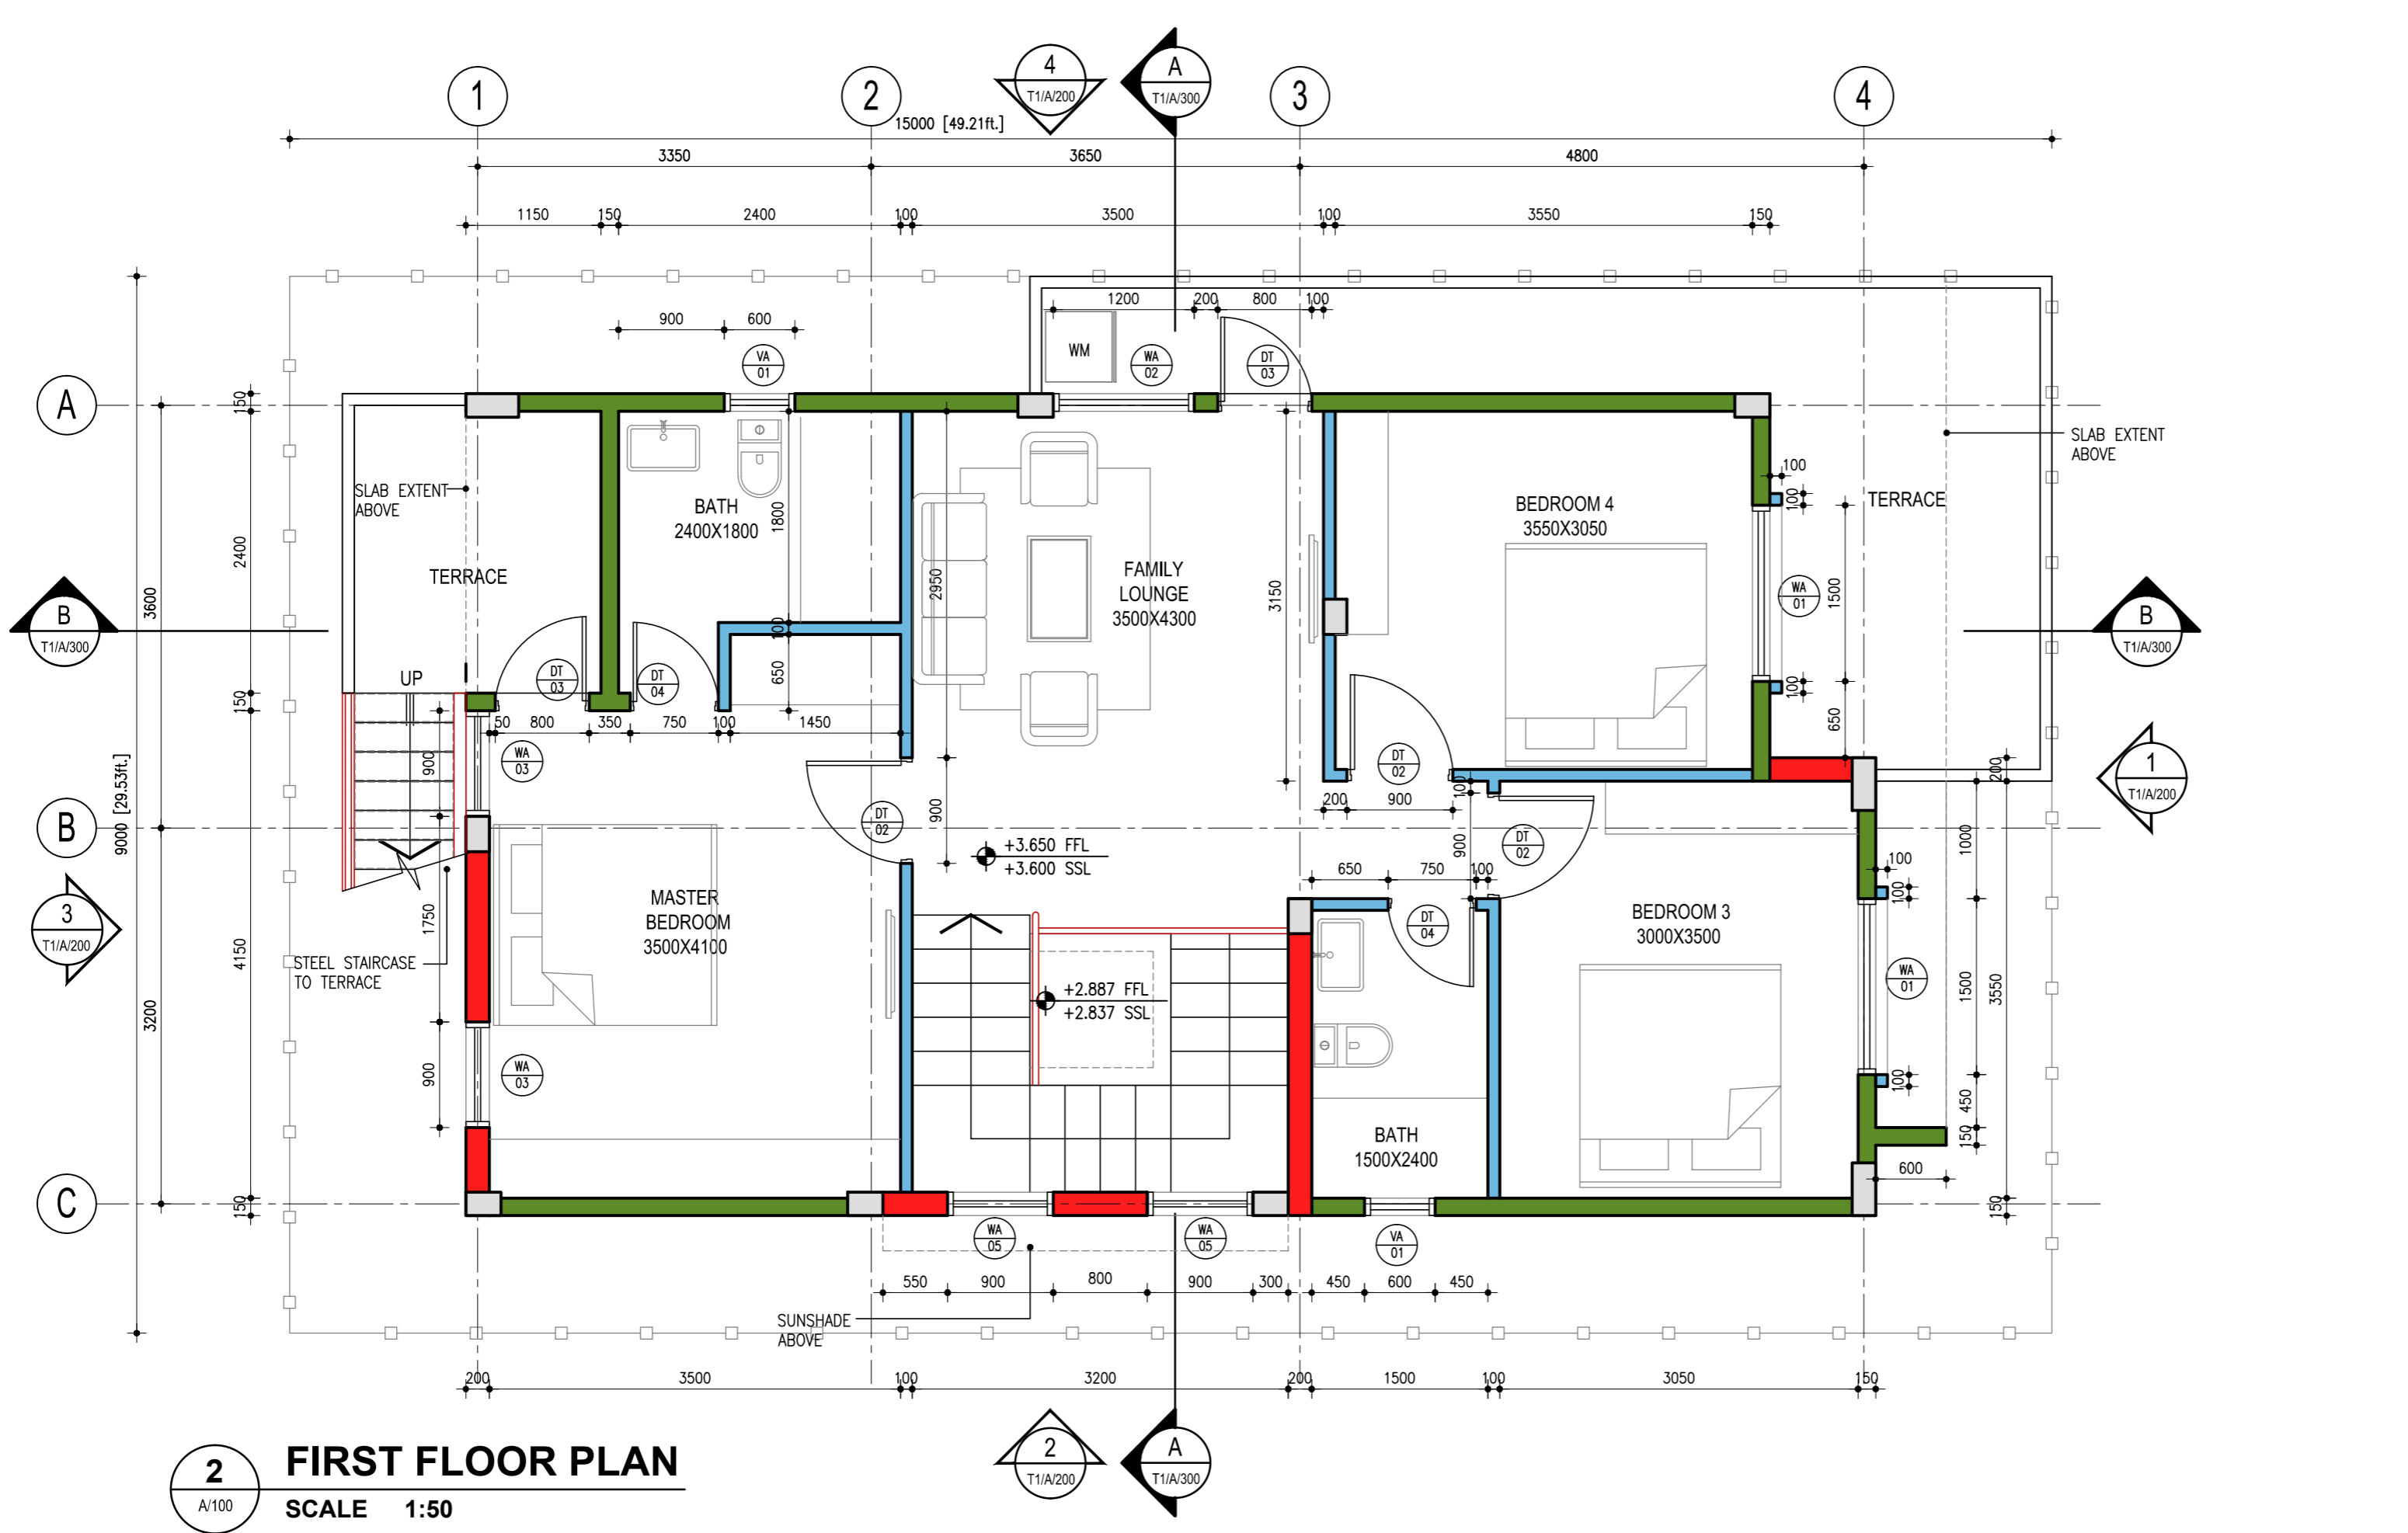 4
T1/A/200
A
T1/A/300
1
2
3
4
15000 [49.21ft.]
3350
3650
4800
1150
150
2400
100
3500
100
3550
150
1200
200
800
100
900
600
VA
01
WM
WA
02
DT
03
A
150
SLAB EXTENT
ABOVE
SLAB EXTENT
ABOVE
BATH
2400X1800
1800
BEDROOM 4
3550X3050
100
100
TERRACE
2400
3600
TERRACE
2950
FAMILY
LOUNGE
3500X4300
3150
WA
01
1500
B
T1/A/300
B
T1/A/300
100
650
UP
DT
03
DT
04
100
650
150
50
800
350
750
100
1450
WA
03
900
9000 [29.53ft.]
DT
02
900
DT
02
100
200
900
200
1
T1/A/200
B
DT
02
900
1000
+3.650 FFL
+3.600 SSL
650
750
100
100
100
3
T1/A/200
1750
4150
MASTER
BEDROOM
3500X4100
DT
04
BEDROOM 3
3000X3500
STEEL STAIRCASE
TO TERRACE
+2.887 FFL
+2.837 SSL
WA
01
1500
3550
3200
900
WA
03
100
450
150
BATH
1500X2400
600
C
150
150
WA
05
WA
05
VA
01
550
900
800
900
300
450
600
450
SUNSHADE
ABOVE
200
3500
100
3200
200
1500
100
3050
150
2
T1/A/200
A
T1/A/300
2
A/100
FIRST FLOOR PLAN
SCALE 1:50